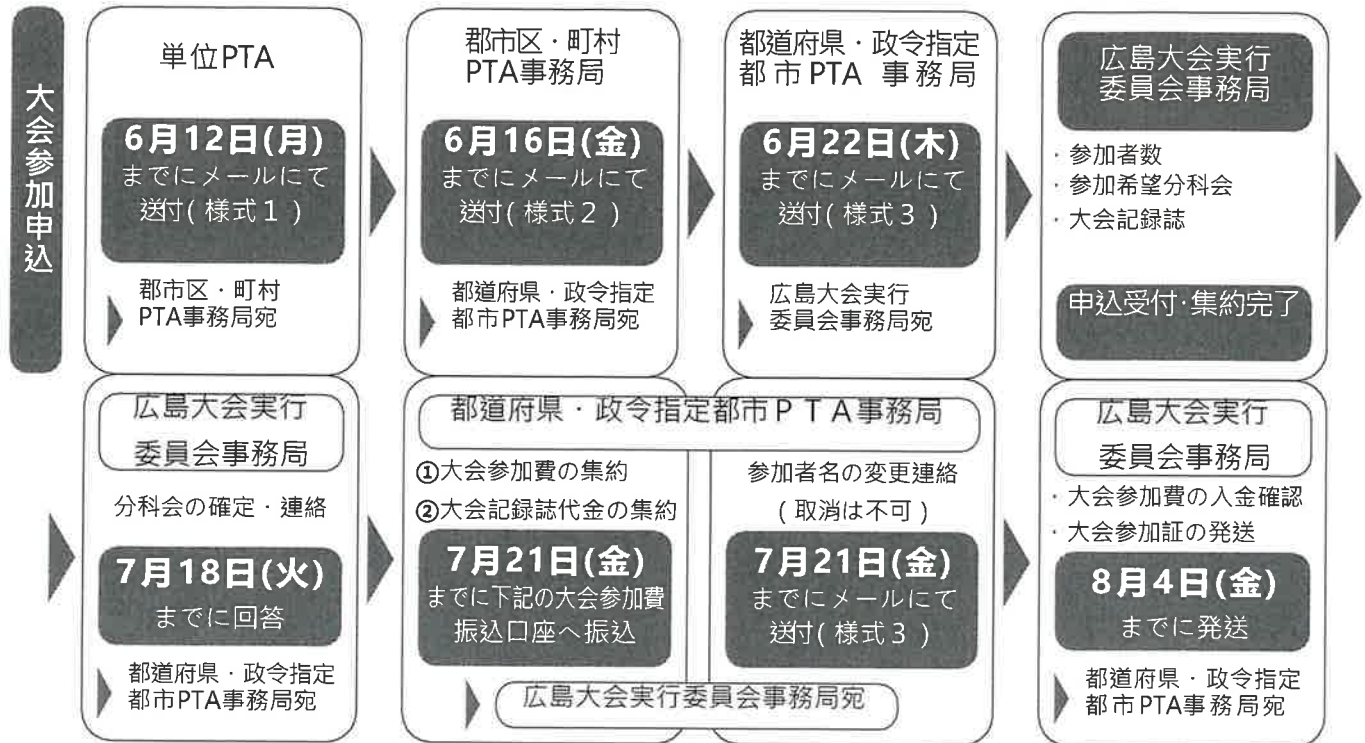 大会参加申込
単位PTA
6月12日(月)
までにメールにて
送付(様式1)
郡市区・町村
PTA事務局宛
郡市区・町村
PTA事務局
6月16日(金)
までにメールにて
送付(様式2)
都道府県・政令指定
都市PTA事務局宛
都道府県・政令指定
都市PTA 事務局
6月22日(木)
までにメールにて
送付(様式3)
広島大会実行
委員会事務局宛
広島大会実行
委員会事務局
・参加者数
・参加希望分科会
・大会記録誌
申込受付・集約完了
広島大会実行
委員会事務局
分科会の確定・連絡
7月18日(火)
までに回答
都道府県・政令指定
都市PTA事務局宛
都道府県・政令指定都市PTA事務局
①大会参加費の集約
②大会記録誌代金の集約
7月21日(金)
までに下記の大会参加費
振込口座へ振込
参加者名の変更連絡
(取消は不可)
7月21日(金)
までにメールにて
送付(様式3)
広島大会実行委員会事務局宛
広島大会実行
委員会事務局
・大会参加費の入金確認
・大会参加証の発送
8月4日(金)
までに発送
都道府県・政令指定
都市PTA事務局宛